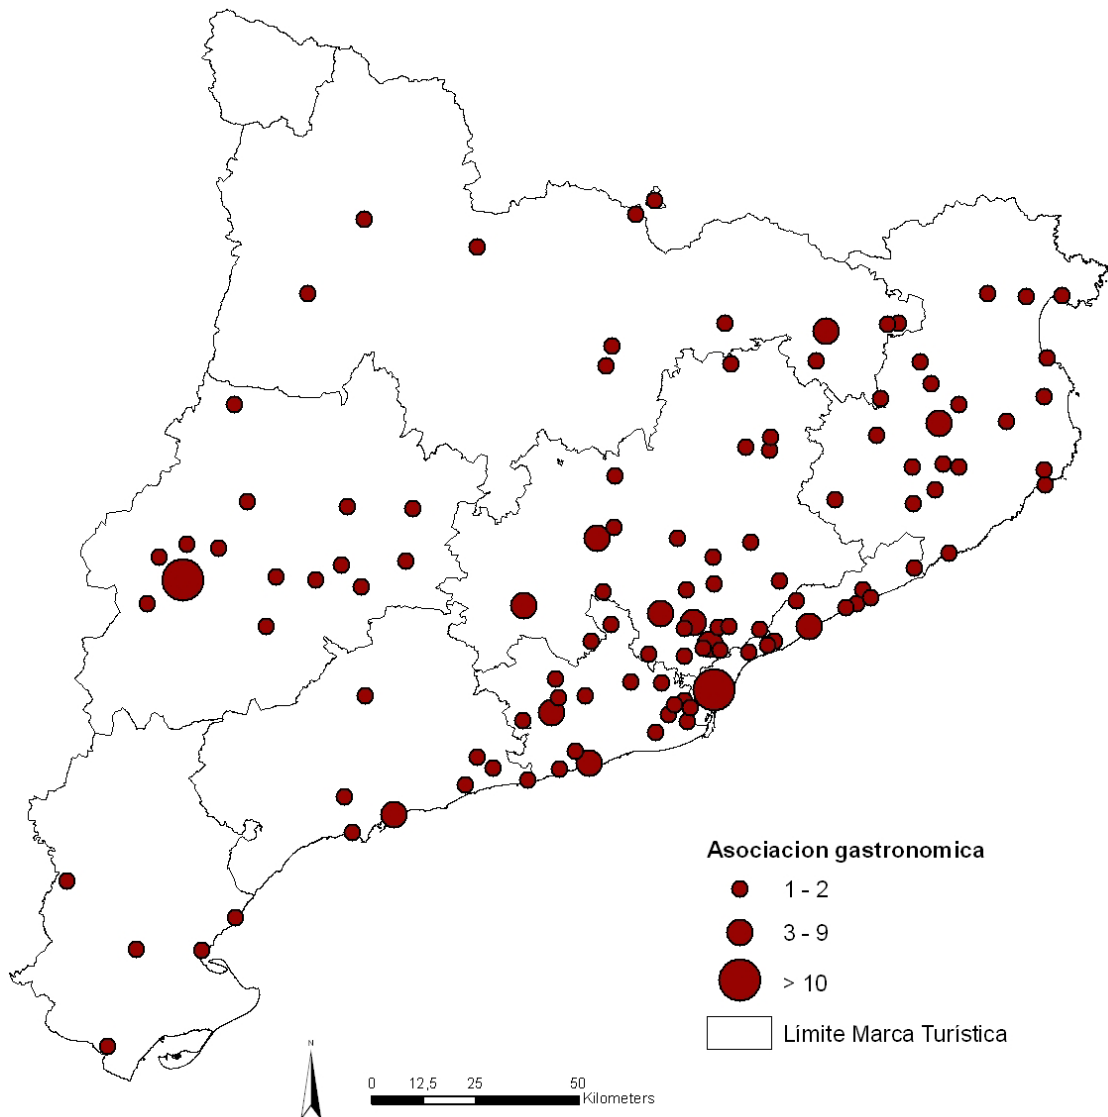 Asociacion gastronomica
1 - 2
3 - 9
> 10
Límite Marca Turística
N
0 12,5 25 50
Kilometers